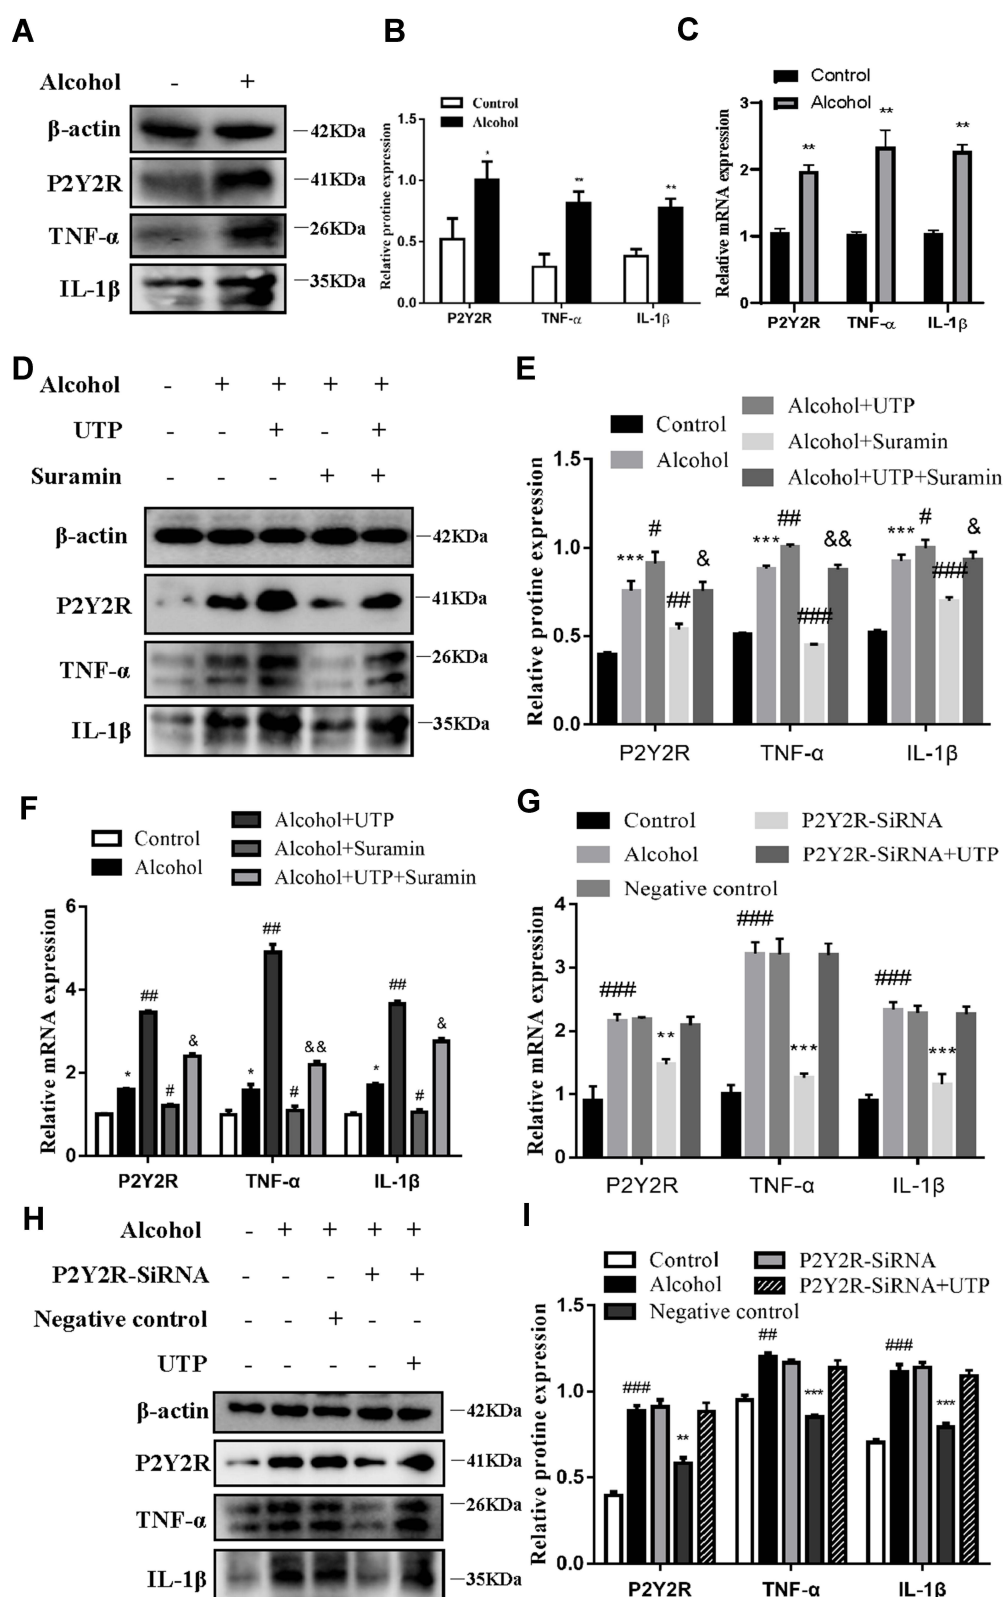 A
Alcohol - +
β-actin 42KDa
P2Y2R 41KDa
TNF-α 26KDa
IL-1β 35KDa
B
Control
Alcohol
Relative protine expression
1.5
1.0
0.5
0.0
* ** **
P2Y2R TNF-α IL-1β
C
Control
Alcohol
Relative mRNA expression
3
2
1
0
** ** **
P2Y2R TNF-α IL-1β
D
Alcohol - + + + +
UTP - - + - +
Suramin - - - + +
β-actin 42KDa
P2Y2R 41KDa
TNF-α 26KDa
IL-1β 35KDa
E
Control
Alcohol
Alcohol+UTP
Alcohol+Suramin
Alcohol+UTP+Suramin
Relative protine expression
1.5
1.0
0.5
0.0
*** # ## & *** ## ### && *** # ### &
P2Y2R TNF-α IL-1β
F
Control
Alcohol
Alcohol+UTP
Alcohol+Suramin
Alcohol+UTP+Suramin
Relative mRNA expression
6
4
2
0
* ## # & * ## # && * ## # &
P2Y2R TNF-α IL-1β
G
Control
Alcohol
Negative control
P2Y2R-SiRNA
P2Y2R-SiRNA+UTP
Relative mRNA expression
4
3
2
1
0
### ** ### *** ### ***
P2Y2R TNF-α IL-1β
H
Alcohol - + + + +
P2Y2R-SiRNA - - - + +
Negative control - - + - -
UTP - - - - +
β-actin 42KDa
P2Y2R 41KDa
TNF-α 26KDa
IL-1β 35KDa
I
Control
Alcohol
Negative control
P2Y2R-SiRNA
P2Y2R-SiRNA+UTP
Relative protine expression
1.5
1.0
0.5
0.0
### ** ## *** ### ***
P2Y2R TNF-α IL-1β